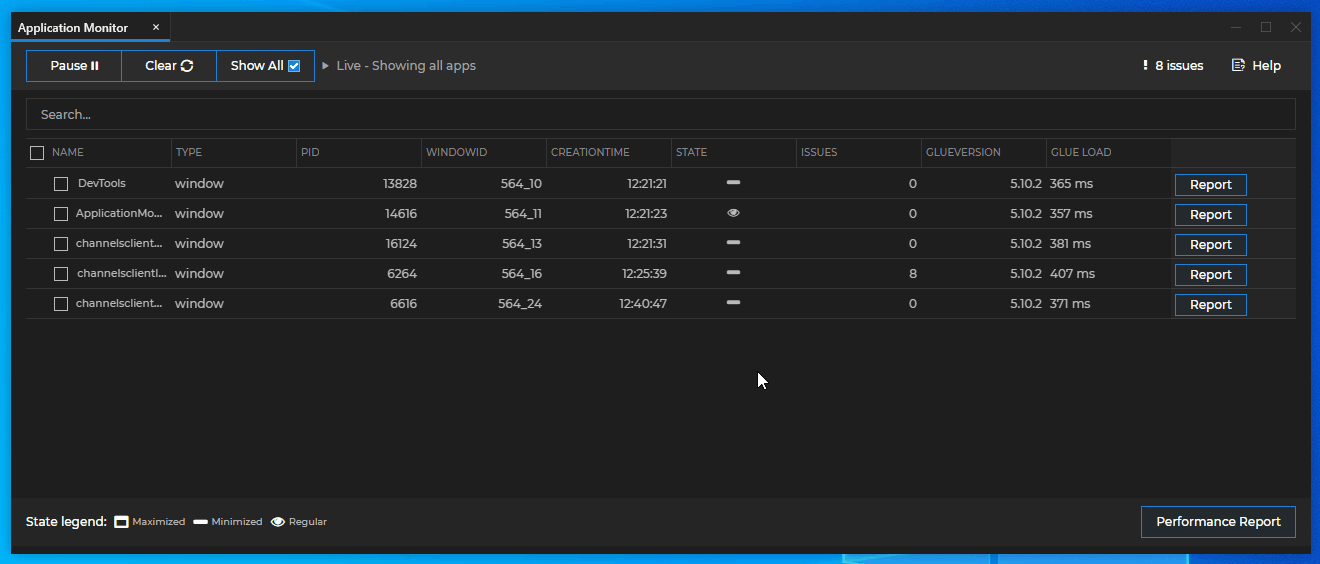 Application Monitor ×
Pause Clear Show All Live - Showing all apps 8 issues Help
Search...
NAME TYPE PID WINDOWID CREATIONTIME STATE ISSUES GLUEVERSION GLUE LOAD
DevTools window 13828 564_10 12:21:21 0 5.10.2 365 ms Report
ApplicationMo... window 14616 564_11 12:21:23 0 5.10.2 357 ms Report
channelsclient... window 16124 564_13 12:21:31 0 5.10.2 381 ms Report
channelsclientl... window 6264 564_16 12:25:39 8 5.10.2 407 ms Report
channelsclient... window 6616 564_24 12:40:47 0 5.10.2 371 ms Report
State legend: Maximized Minimized Regular Performance Report